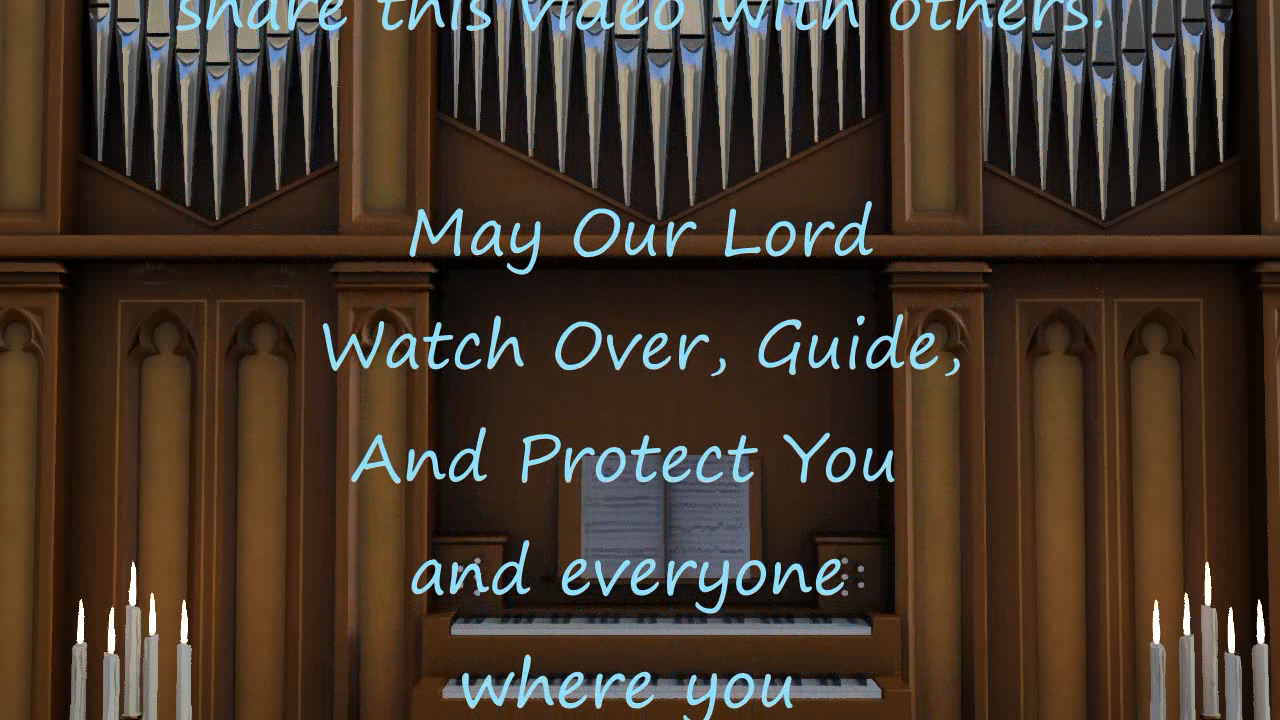 share this video with others.
May Our Lord
Watch Over, Guide,
And Protect You
and everyone
where you